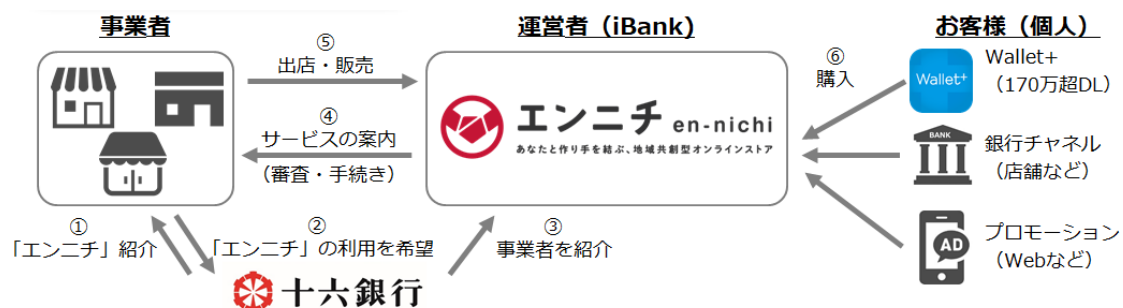 事業者
運営者（iBank)
お客様（個人）
⑤
出店・販売
④
サービスの案内
（審査・手続き）
エンニチ en-nichi
あなたと作り手を結ぶ、地域共創型オンラインストア
⑥
購入
Wallet+
Wallet+
（170万超DL）
BANK
銀行チャネル
（店舗など）
AD
プロモーション
（Webなど）
①
「エンニチ」紹介
②
「エンニチ」の利用を希望
③
事業者を紹介
十六銀行